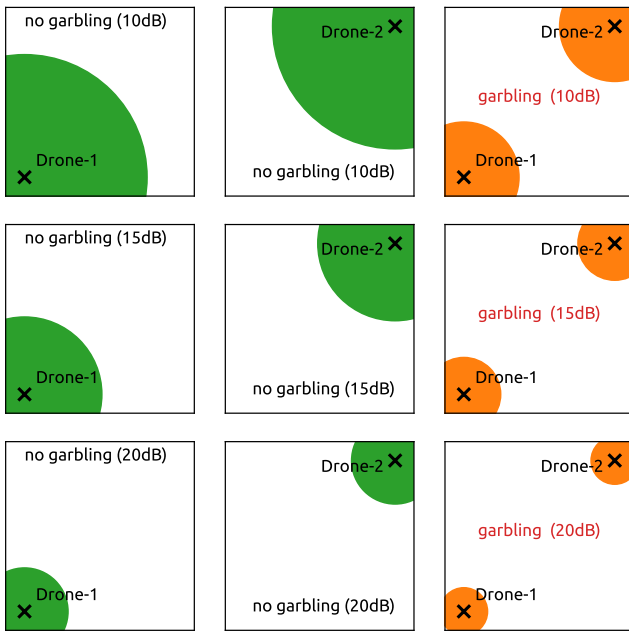 no garbling (10dB)
Drone-1
Drone-2
no garbling (10dB)
Drone-2
garbling (10dB)
Drone-1
no garbling (15dB)
Drone-1
Drone-2
no garbling (15dB)
Drone-2
garbling (15dB)
Drone-1
no garbling (20dB)
Drone-1
Drone-2
no garbling (20dB)
Drone-2
garbling (20dB)
Drone-1